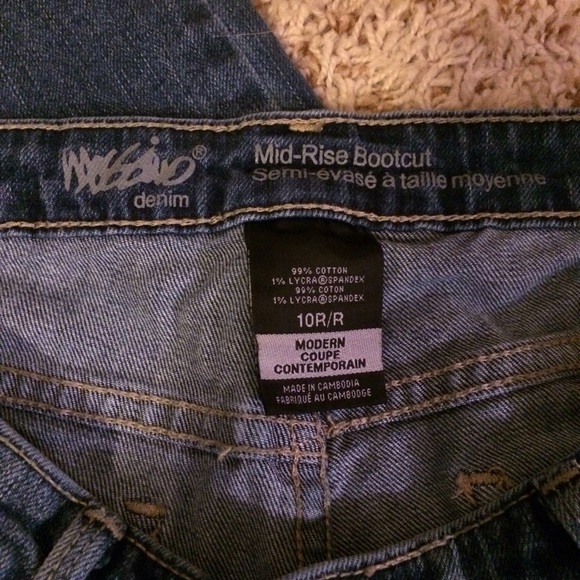 Mossimo® denim
Mid-Rise Bootcut
Semi-évasé à taille moyenne
99% COTTON
1% LYCRA®SPANDEX
99% COTON
1% LYCRA®SPANDEX
10R/R
MODERN
COUPE
CONTEMPORAIN
MADE IN CAMBODIA
FABRIQUÉ AU CAMBODGE